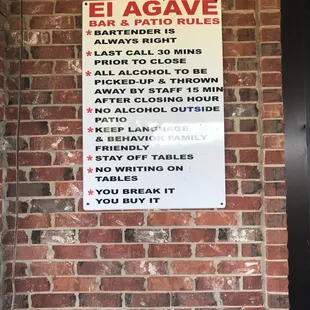 El AGAVE
BAR & PATIO RULES
* BARTENDER IS
ALWAYS RIGHT
* LAST CALL 30 MINS
PRIOR TO CLOSE
* ALL ALCOHOL TO BE
PICKED-UP & THROWN
AWAY BY STAFF 15 MIN
AFTER CLOSING HOUR
* NO ALCOHOL OUTSIDE
PATIO
* KEEP LANGUAGE
& BEHAVIOR FAMILY
FRIENDLY
* STAY OFF TABLES
* NO WRITING ON
TABLES
* YOU BREAK IT
YOU BUY IT